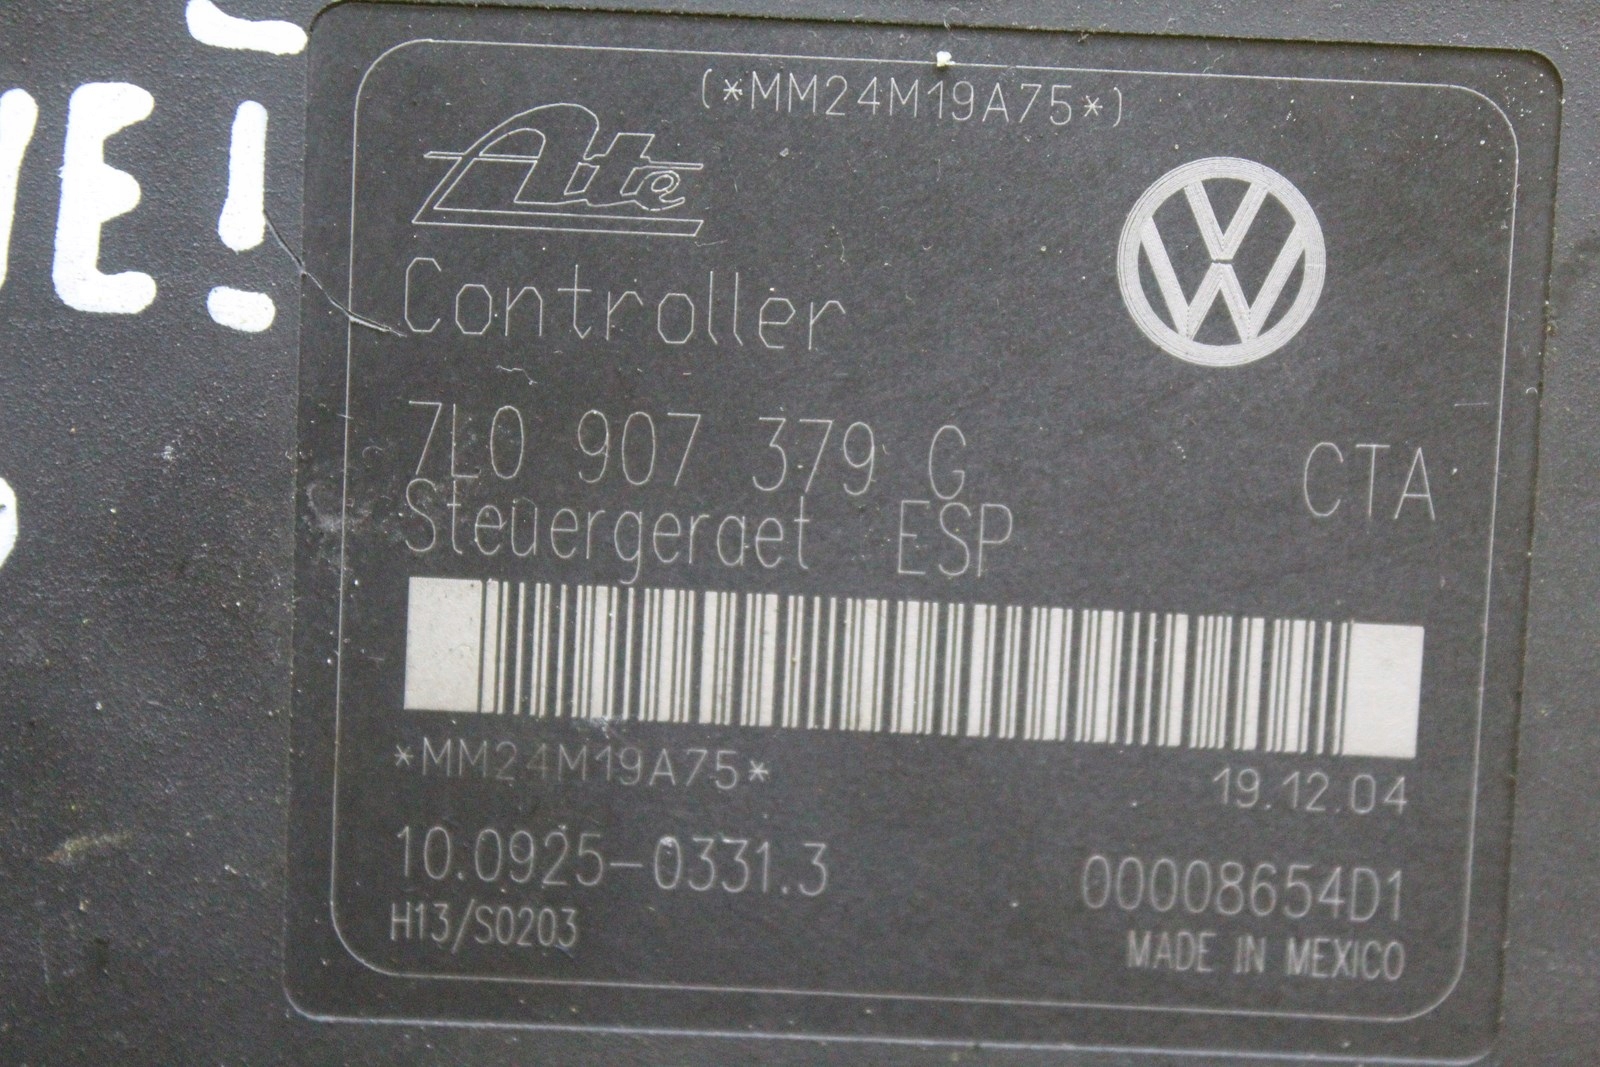 VE!
(*MM24M19A75*)
Ate
Controller
7L0 907 379 G
CTA
Steuergeraet ESP
*MM24M19A75*
19.12.04
10.0925-0331.3
00008654D1
H13/S0203
MADE IN MEXICO